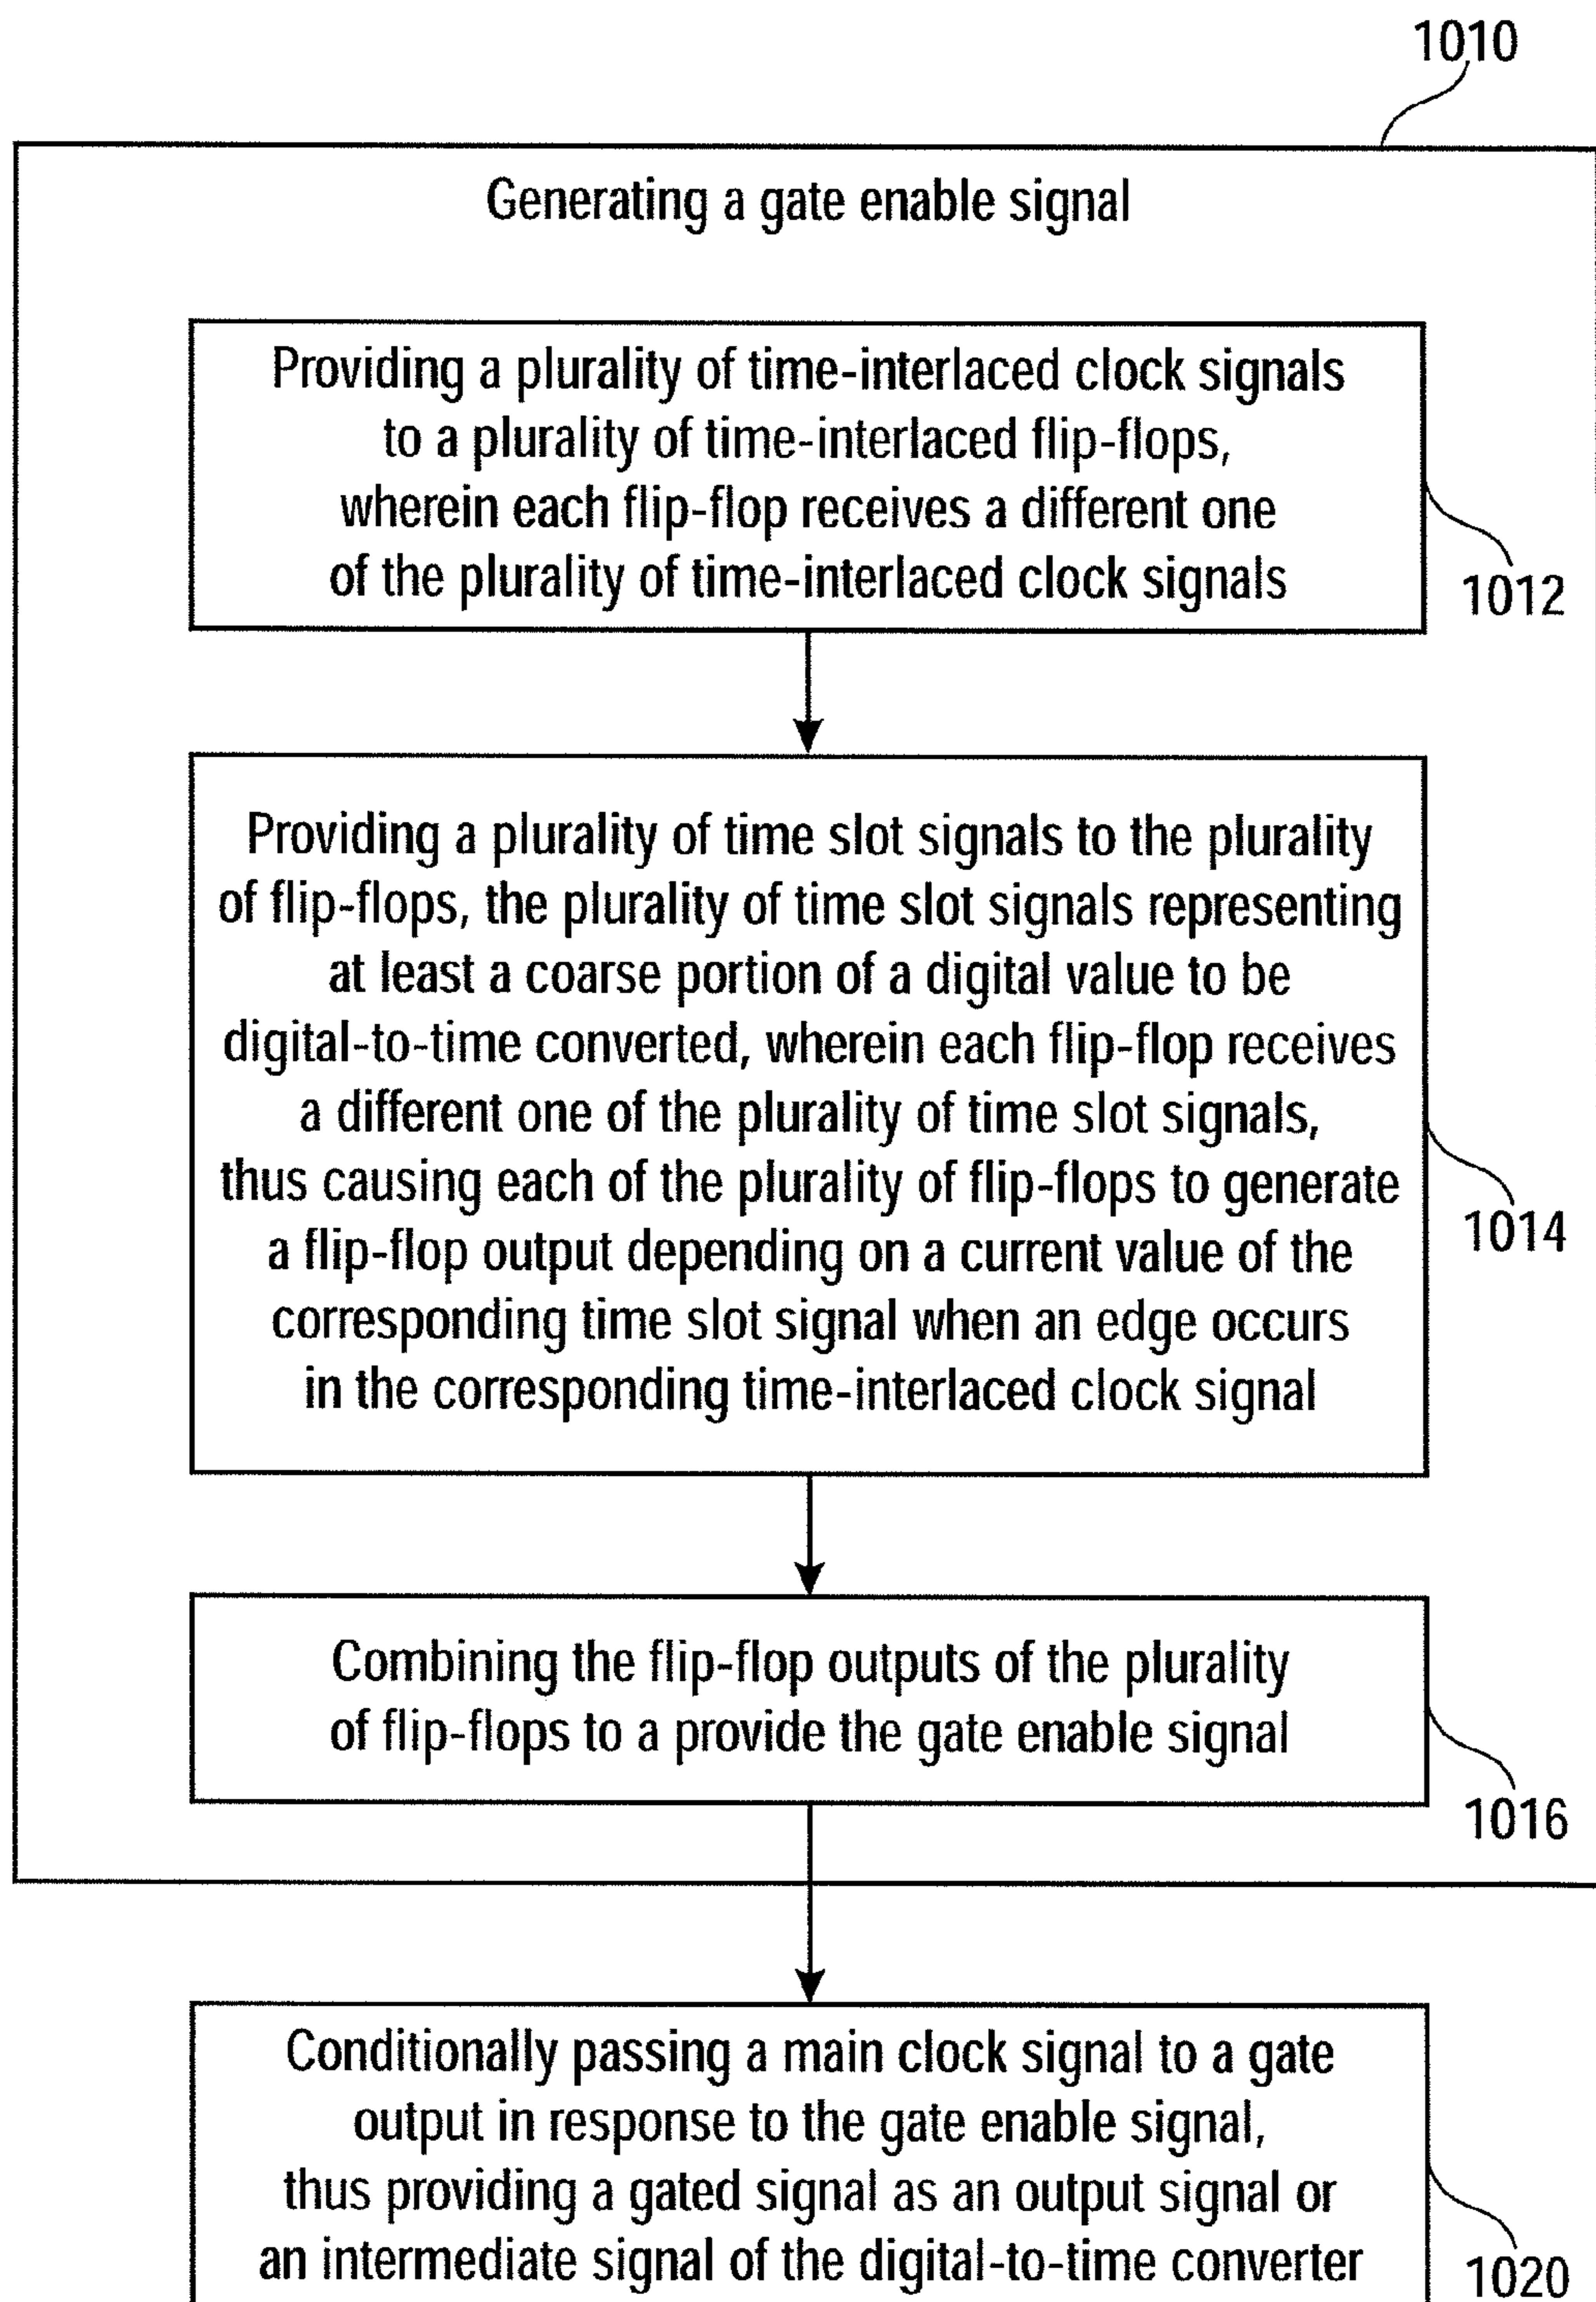 1010
Generating a gate enable signal
Providing a plurality of time-interlaced clock signals
to a plurality of time-interlaced flip-flops,
wherein each flip-flop receives a different one
of the plurality of time-interlaced clock signals
1012
Providing a plurality of time slot signals to the plurality
of flip-flops, the plurality of time slot signals representing
at least a coarse portion of a digital value to be
digital-to-time converted, wherein each flip-flop receives
a different one of the plurality of time slot signals,
thus causing each of the plurality of flip-flops to generate
a flip-flop output depending on a current value of the
corresponding time slot signal when an edge occurs
in the corresponding time-interlaced clock signal
1014
Combining the flip-flop outputs of the plurality
of flip-flops to a provide the gate enable signal
1016
Conditionally passing a main clock signal to a gate
output in response to the gate enable signal,
thus providing a gated signal as an output signal or
an intermediate signal of the digital-to-time converter
1020